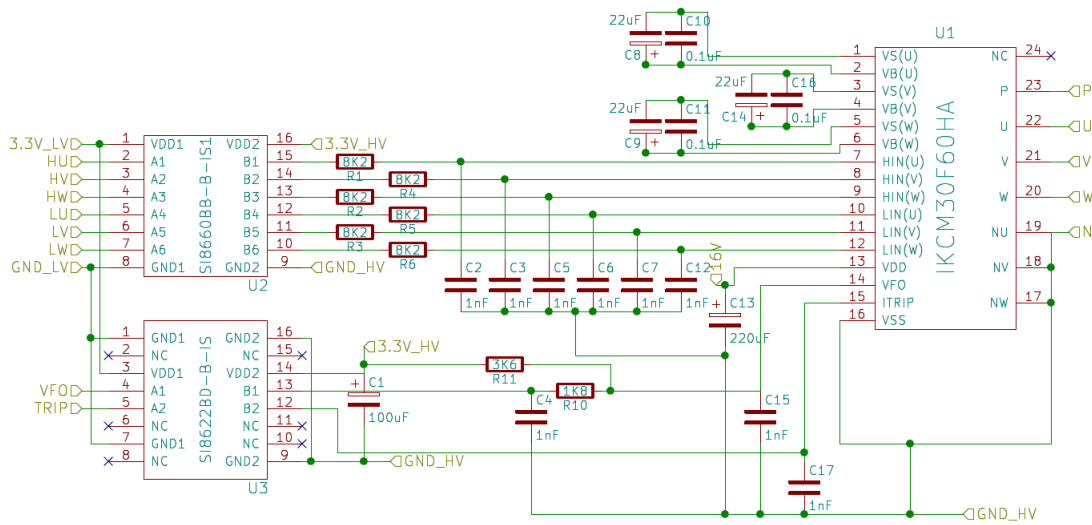 22uF
C10
C8
0.1uF
22uF
C16
C14
0.1uF
22uF
C11
C9
0.1uF
U1
IKCM30F60HA
1 VS(U)
2 VB(U)
3 VS(V)
4 VB(V)
5 VS(W)
6 VB(W)
7 HIN(U)
8 HIN(V)
9 HIN(W)
10 LIN(U)
11 LIN(V)
12 LIN(W)
13 VDD
14 VFO
15 ITRIP
16 VSS
NC 24
P 23 P
U 22 U
V 21 V
W 20 W
NU 19 N
NV 18
NW 17
3.3V_LV 1 VDD1
HU 2 A1
HV 3 A2
HW 4 A3
LU 5 A4
LV 6 A5
LW 7 A6
GND_LV 8 GND1
SI8660BB-B-IS1
VDD2 16 3.3V_HV
B1 15
B2 14
B3 13
B4 12
B5 11
B6 10
GND2 9 GND_HV
U2
8K2
R1
8K2
R4
8K2
R2
8K2
R5
8K2
R3
8K2
R6
C2
1nF
C3
1nF
C5
1nF
C6
1nF
C7
1nF
C12
1nF
16V
C13
220uF
1 GND1
2 NC
3 VDD1
VFO 4 A1
TRIP 5 A2
6 NC
7 GND1
8 NC
SI8622BD-B-IS
GND2 16
NC 15
VDD2 14
B1 13
B2 12
NC 11
NC 10
GND2 9
U3
3.3V_HV
C1
100uF
GND_HV
3K6
R11
1K8
R10
C4
1nF
C15
1nF
C17
1nF
GND_HV